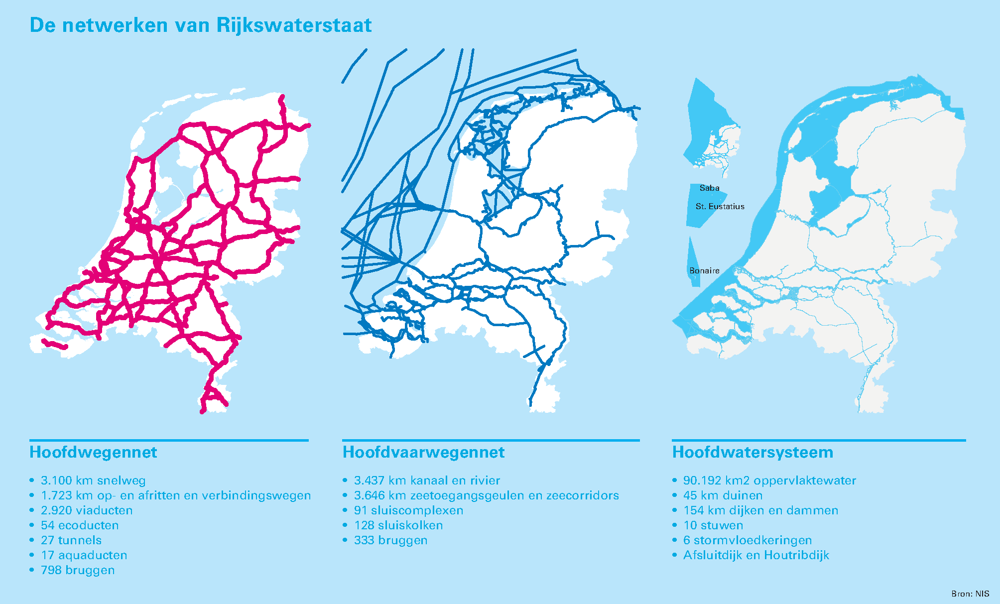 De netwerken van Rijkswaterstaat
Saba
St. Eustatius
Bonaire
Hoofdwegennet
• 3.100 km snelweg
• 1.723 km op- en afritten en verbindingswegen
• 2.920 viaducten
• 54 ecoducten
• 27 tunnels
• 17 aquaducten
• 798 bruggen
Hoofdvaarwegennet
• 3.437 km kanaal en rivier
• 3.646 km zeetoegangsgeulen en zeecorridors
• 91 sluiscomplexen
• 128 sluiskolken
• 333 bruggen
Hoofdwatersysteem
• 90.192 km2 oppervlaktewater
• 45 km duinen
• 154 km dijken en dammen
• 10 stuwen
• 6 stormvloedkeringen
• Afsluitdijk en Houtribdijk
Bron: NIS